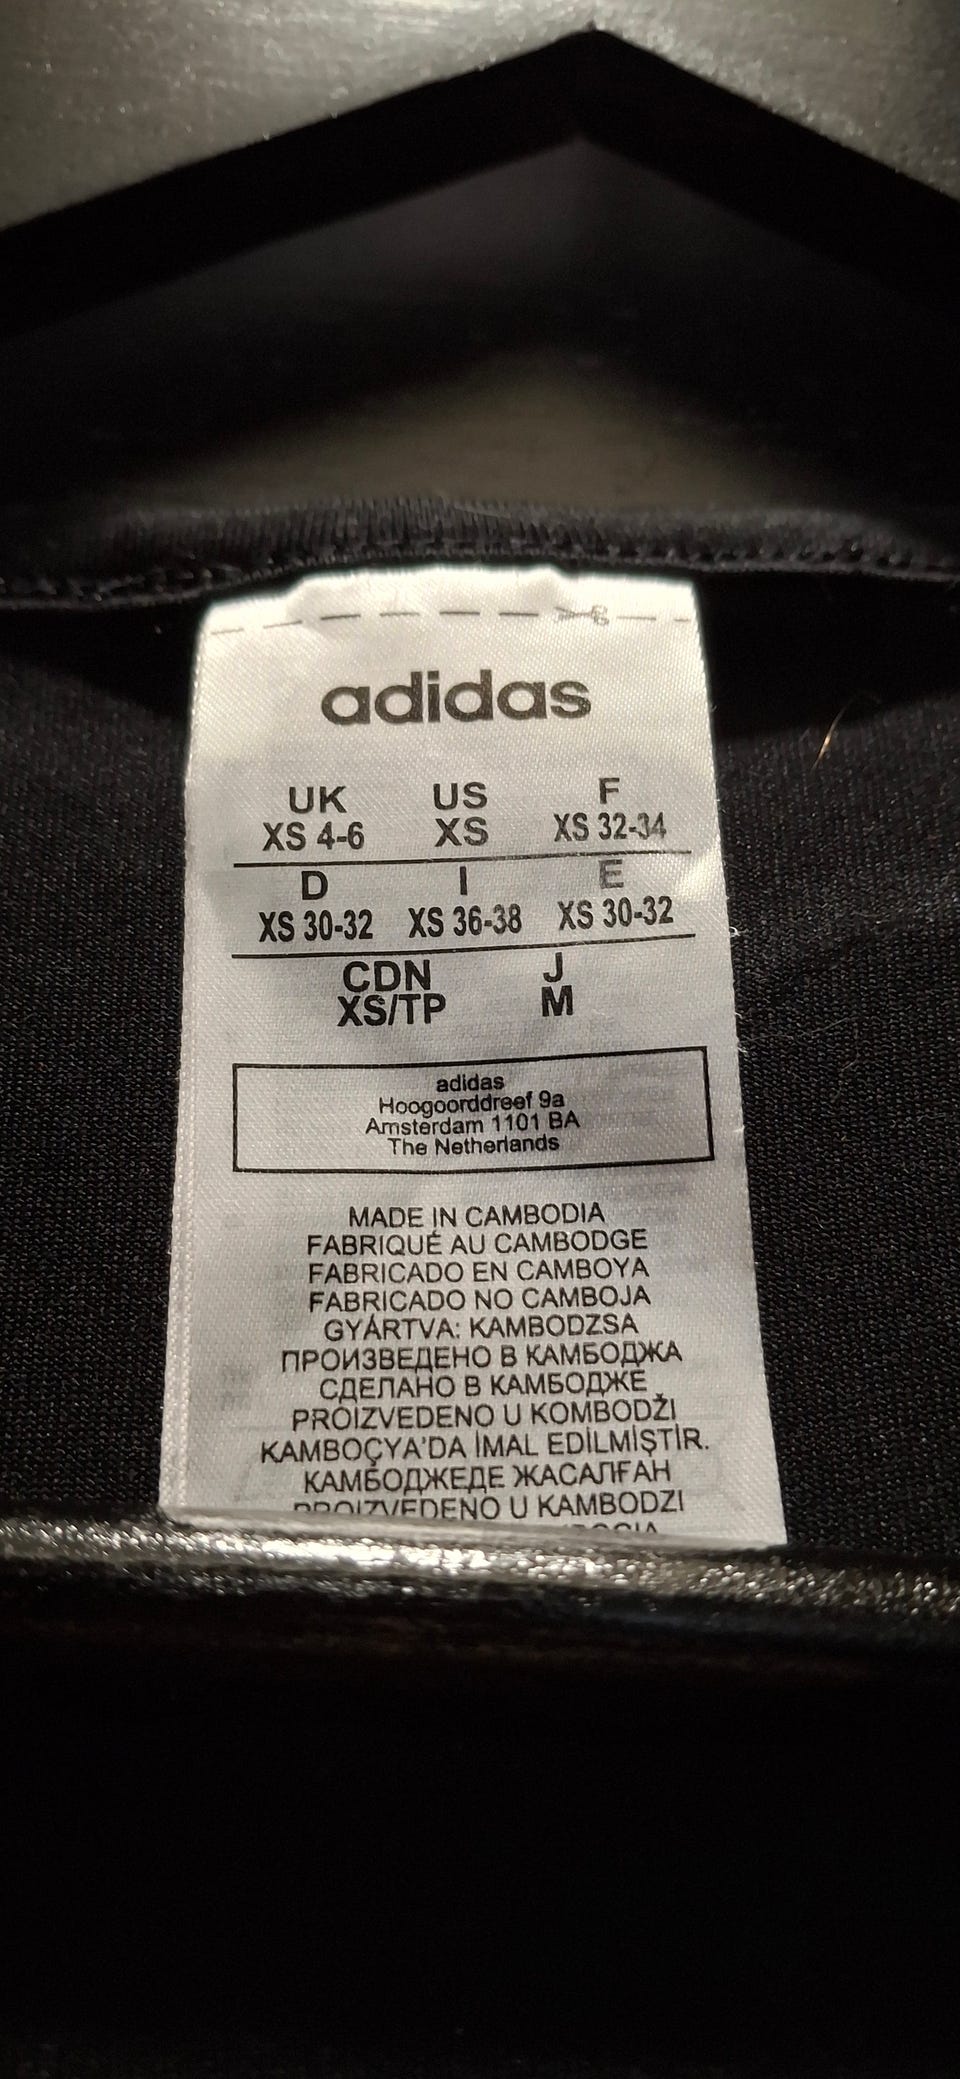 adidas
UK US F
XS 4-6 XS XS 32-34
D I E
XS 30-32 XS 36-38 XS 30-32
CDN J
XS/TP M
adidas
Hoogoorddreef 9a
Amsterdam 1101 BA
The Netherlands
MADE IN CAMBODIA
FABRIQUÉ AU CAMBODGE
FABRICADO EN CAMBOYA
FABRICADO NO CAMBOJA
GYÁRTVA: KAMBODZSA
ПРОИЗВЕДЕНО В КАМБОДЖА
СДЕЛАНО В КАМБОДЖЕ
PROIZVEDENO U KOMBODŽI
KAMBOÇYA'DA İMAL EDİLMİŞTİR.
КАМБОДЖЕДЕ ЖАСАЛҒАН
PROIZVEDENO U KAMBODZI